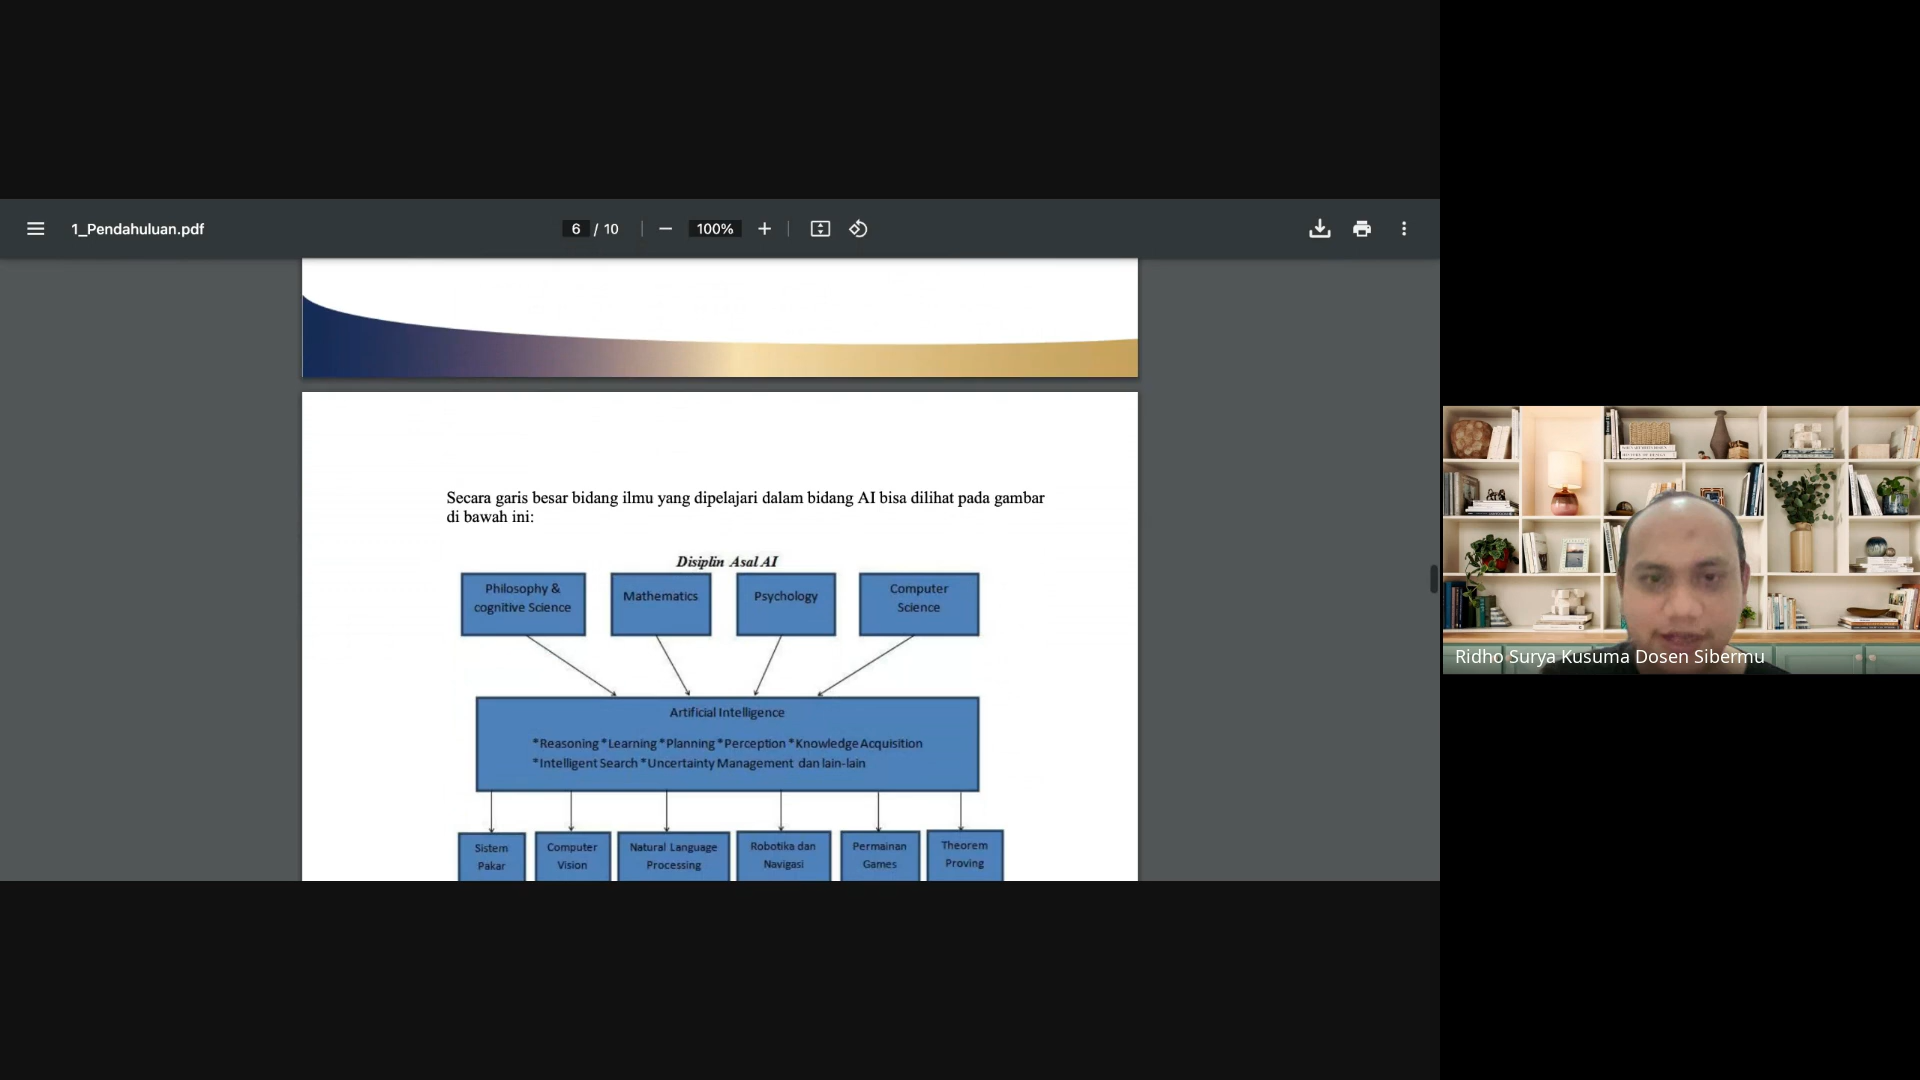 1_Pendahuluan.pdf
6 / 10
100%
Secara garis besar bidang ilmu yang dipelajari dalam bidang AI bisa dilihat pada gambar
di bawah ini:
Disiplin Asal AI
Philosophy &
cognitive Science
Mathematics
Psychology
Computer
Science
Artificial Intelligence
*Reasoning *Learning *Planning *Perception *Knowledge Acquisition
*Intelligent Search *Uncertainty Management dan lain-lain
Sistem
Pakar
Computer
Vision
Natural Language
Processing
Robotika dan
Navigasi
Permainan
Games
Theorem
Proving
Ridho Surya Kusuma Dosen Sibermu